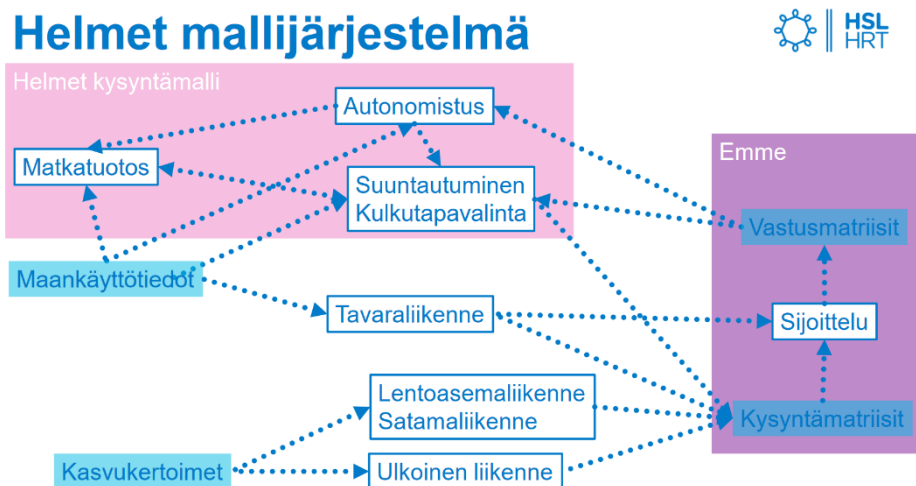 Helmet mallijärjestelmä
HSL
HRT
Helmet kysyntämalli
Autonomistus
Matkatuotos
Suuntautuminen
Kulkutapavalinta
Emme
Vastusmatriisit
Maankäyttötiedot
Tavaraliikenne
Sijoittelu
Lentoasemaliikenne
Satamaliikenne
Kysyntämatriisit
Kasvukertoimet
Ulkoinen liikenne